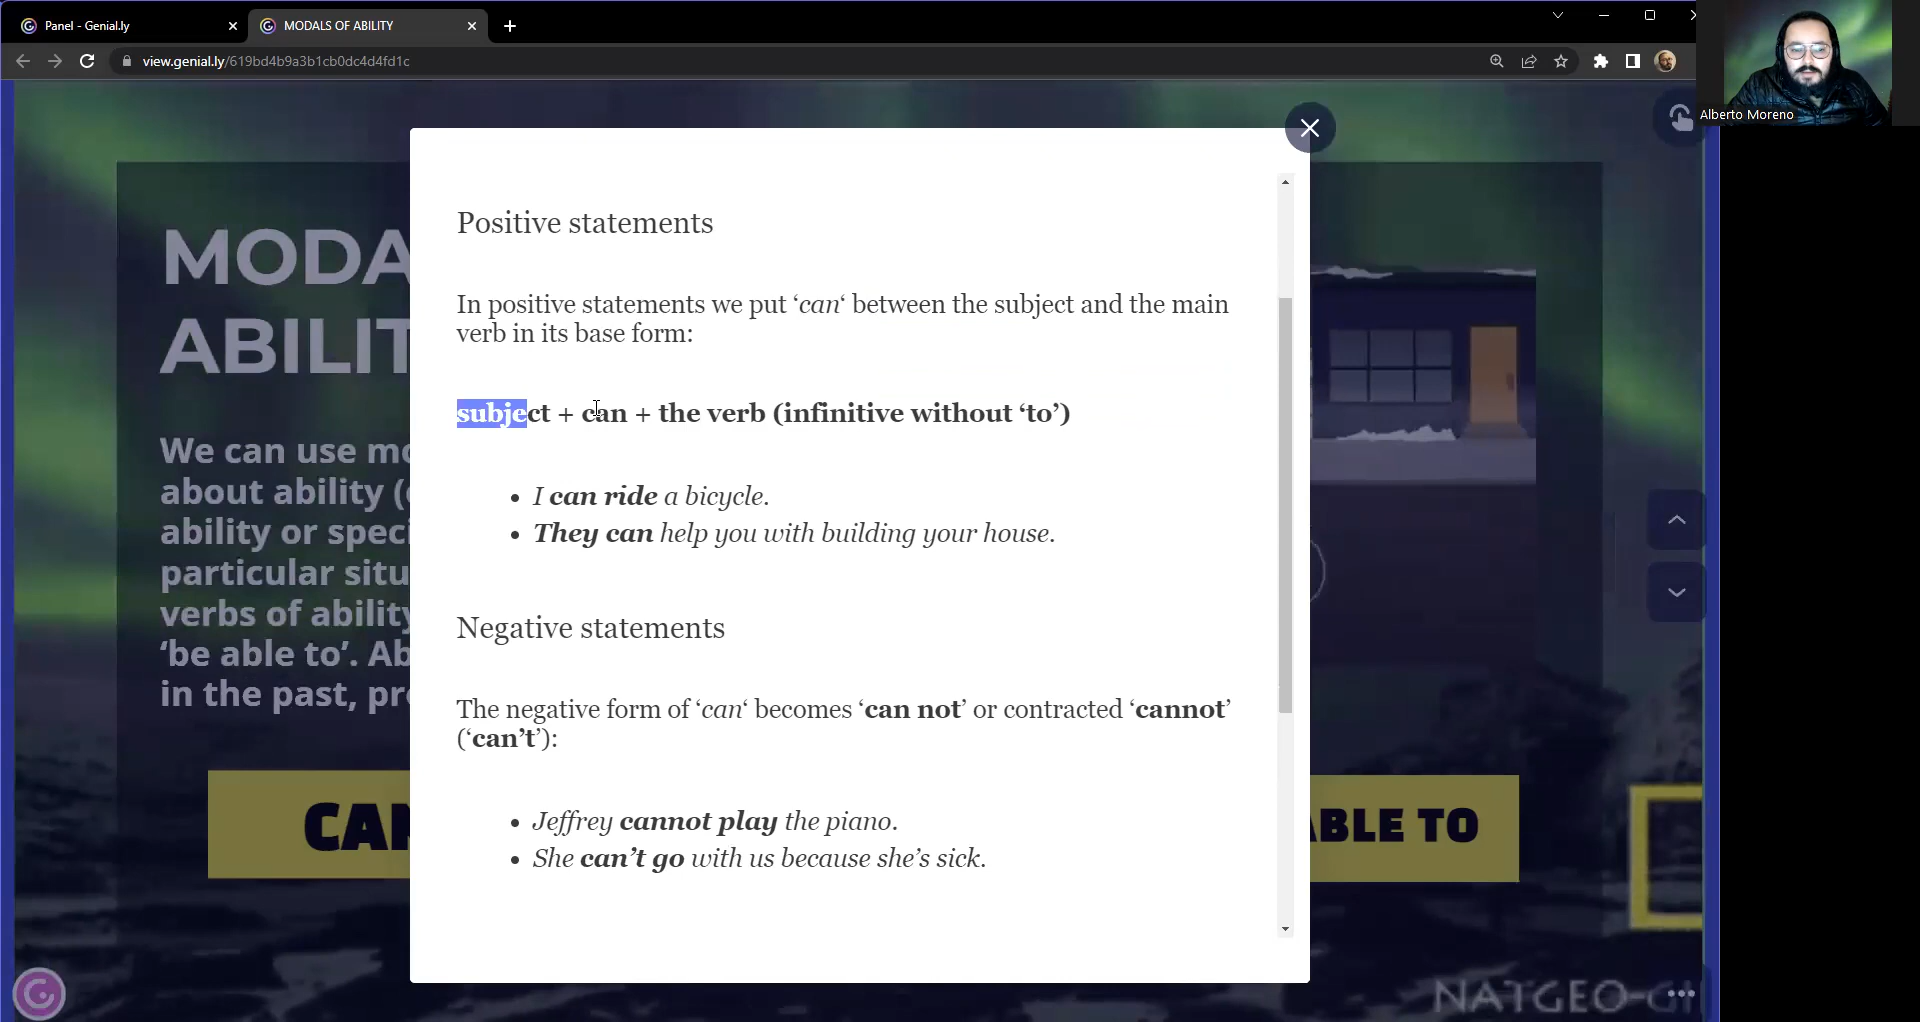 Panel - Genial.ly
MODALS OF ABILITY
view.genial.ly/619bd4b9a3b1cb0dc4d4fd1c
Alberto Moreno
MODA
ABILIT
We can use mo
about ability (
ability or speci
particular situ
verbs of ability
‘be able to’. Ab
in the past, pr
CAN
ABLE TO
Positive statements
In positive statements we put ‘can‘ between the subject and the main
verb in its base form:
subject + can + the verb (infinitive without ‘to’)
• I can ride a bicycle.
• They can help you with building your house.
Negative statements
The negative form of ‘can‘ becomes ‘can not’ or contracted ‘cannot’
(‘can’t’):
• Jeffrey cannot play the piano.
• She can’t go with us because she’s sick.
NATGEO-GI